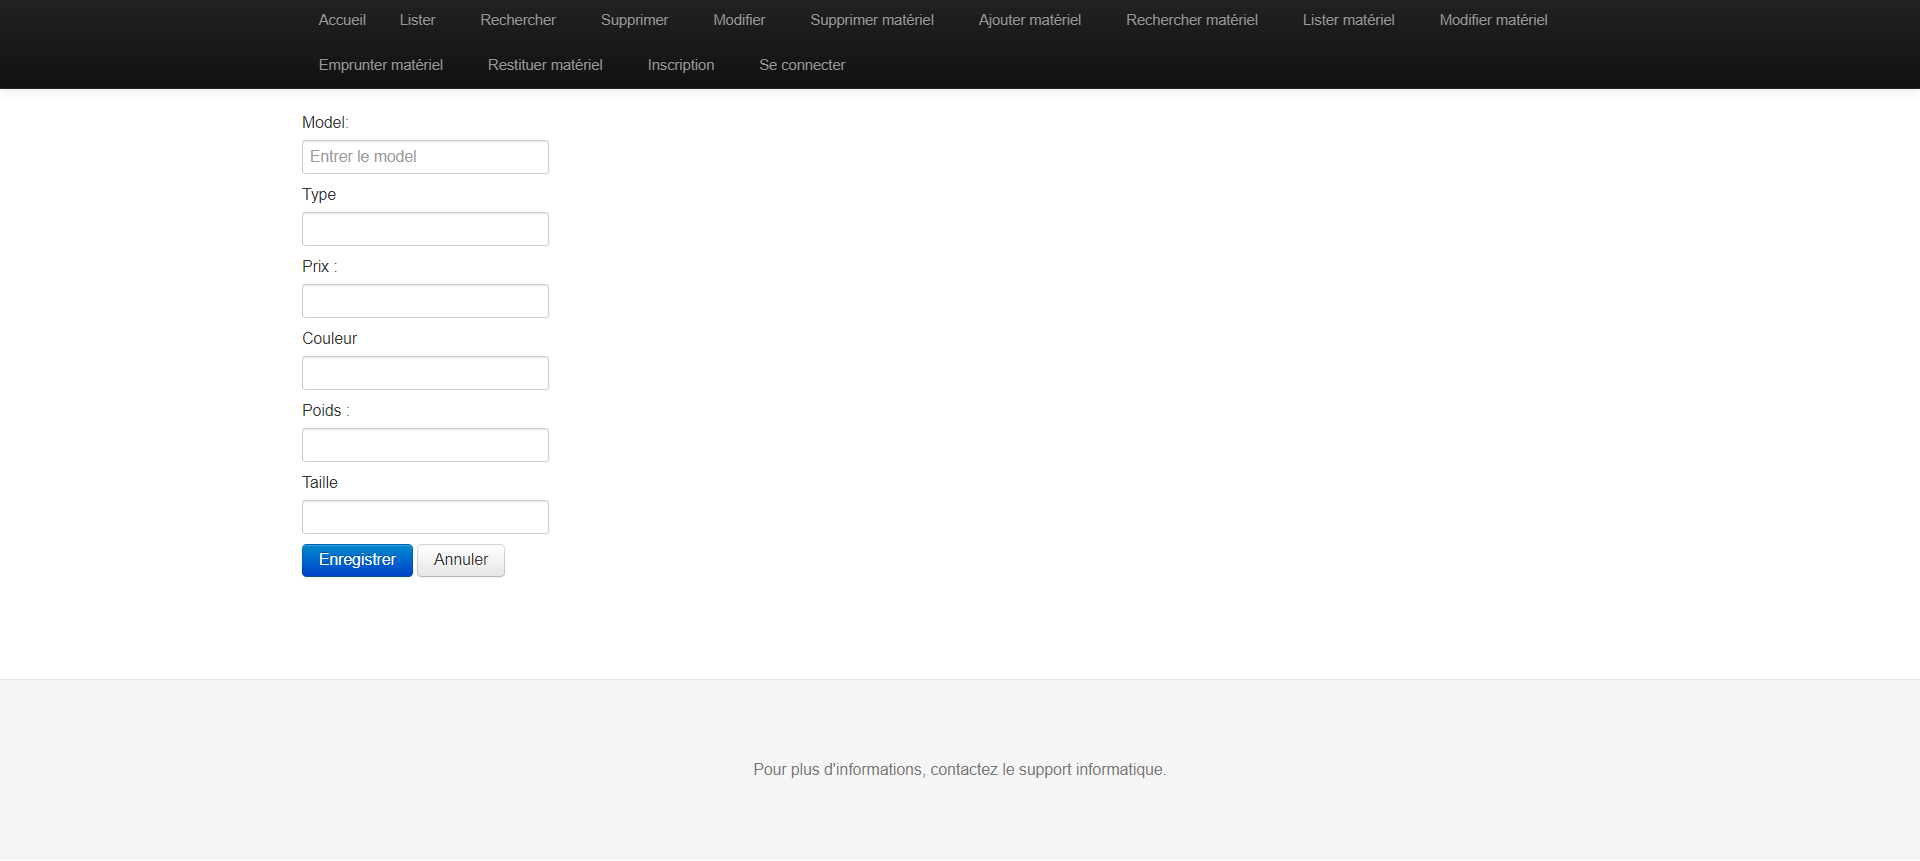 Accueil Lister Rechercher Supprimer Modifier Supprimer matériel Ajouter matériel Rechercher matériel Lister matériel Modifier matériel
Emprunter matériel Restituer matériel Inscription Se connecter
Model:
Entrer le model
Type
Prix :
Couleur
Poids :
Taille
Enregistrer Annuler
Pour plus d'informations, contactez le support informatique.